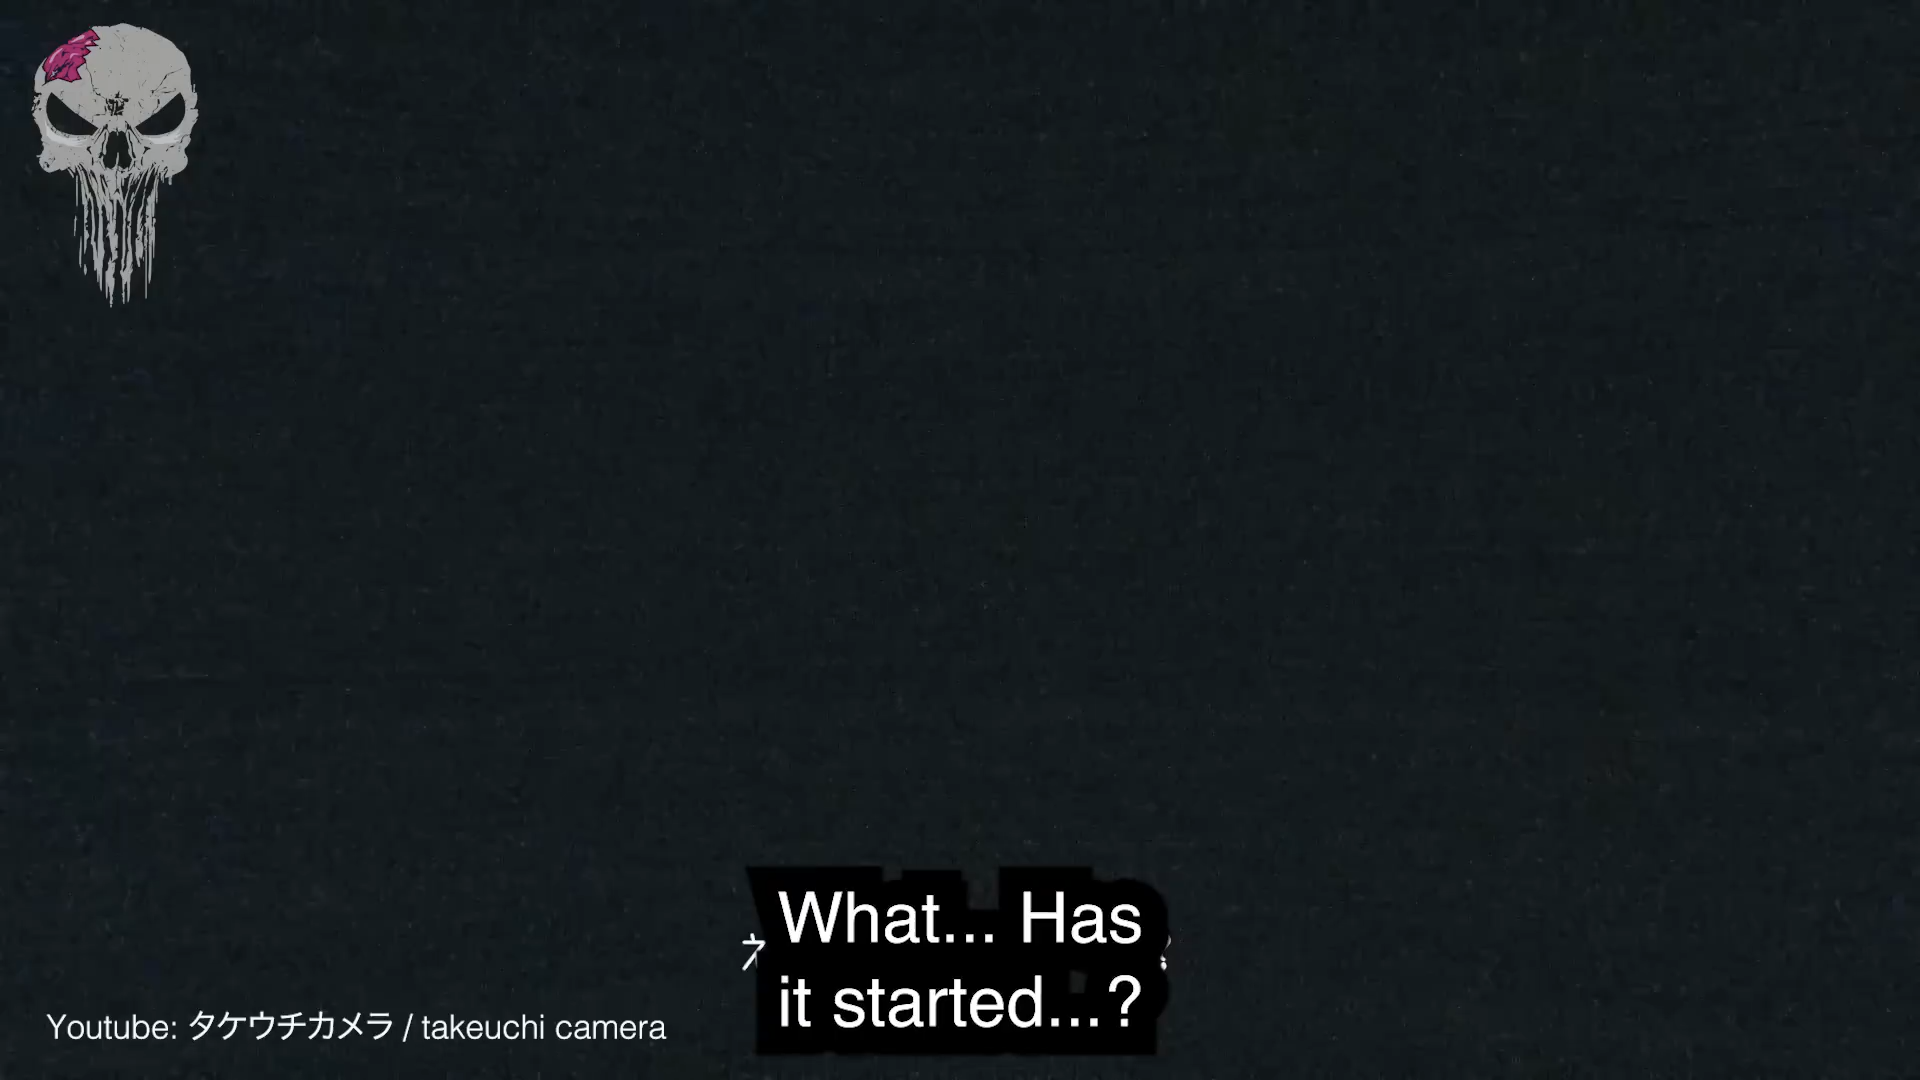 What... Has
it started...?
Youtube: タケウチカメラ / takeuchi camera